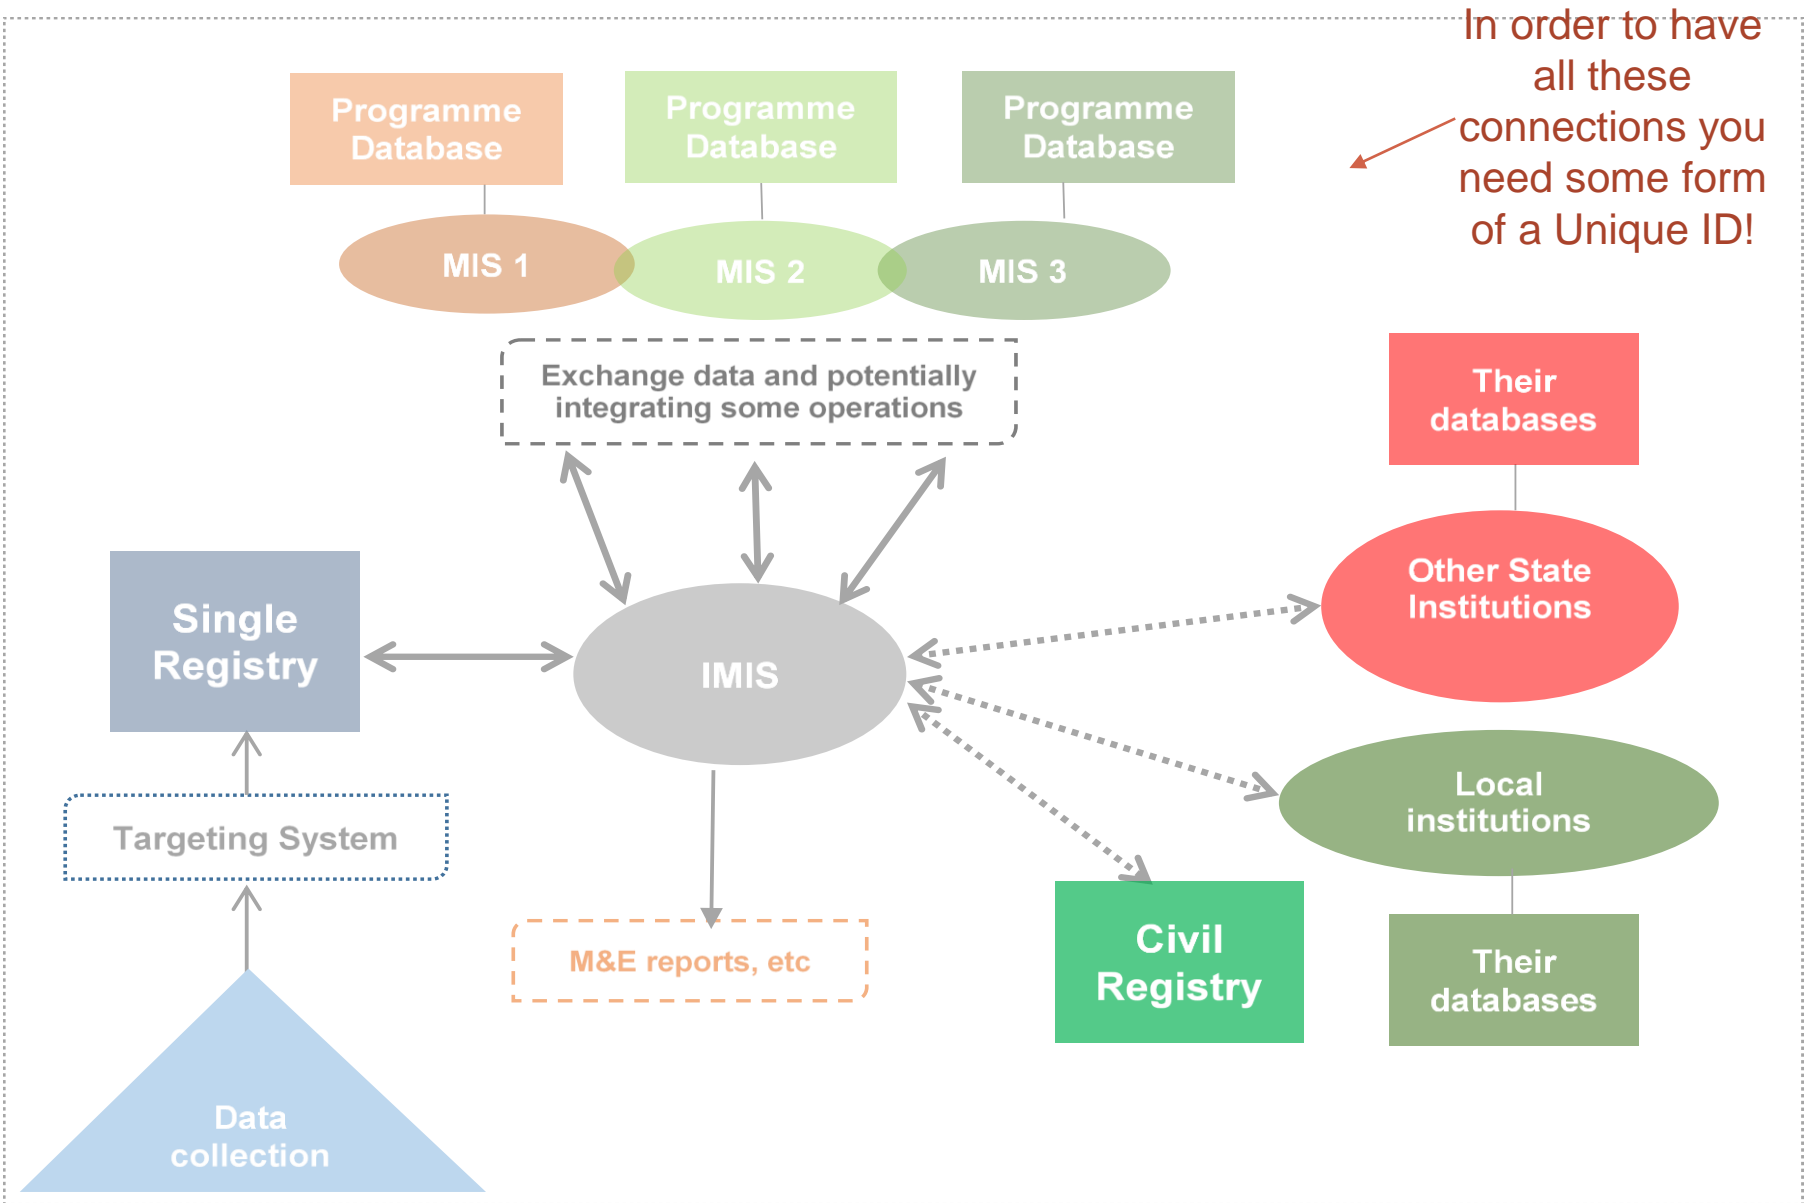 In order to have
all these
connections you
need some form
of a Unique ID!
Programme
Database
Programme
Database
Programme
Database
MIS 1
MIS 2
MIS 3
Exchange data and potentially
integrating some operations
Their
databases
Other State
Institutions
Single
Registry
IMIS
Local
institutions
Targeting System
M&E reports, etc
Civil
Registry
Their
databases
Data
collection